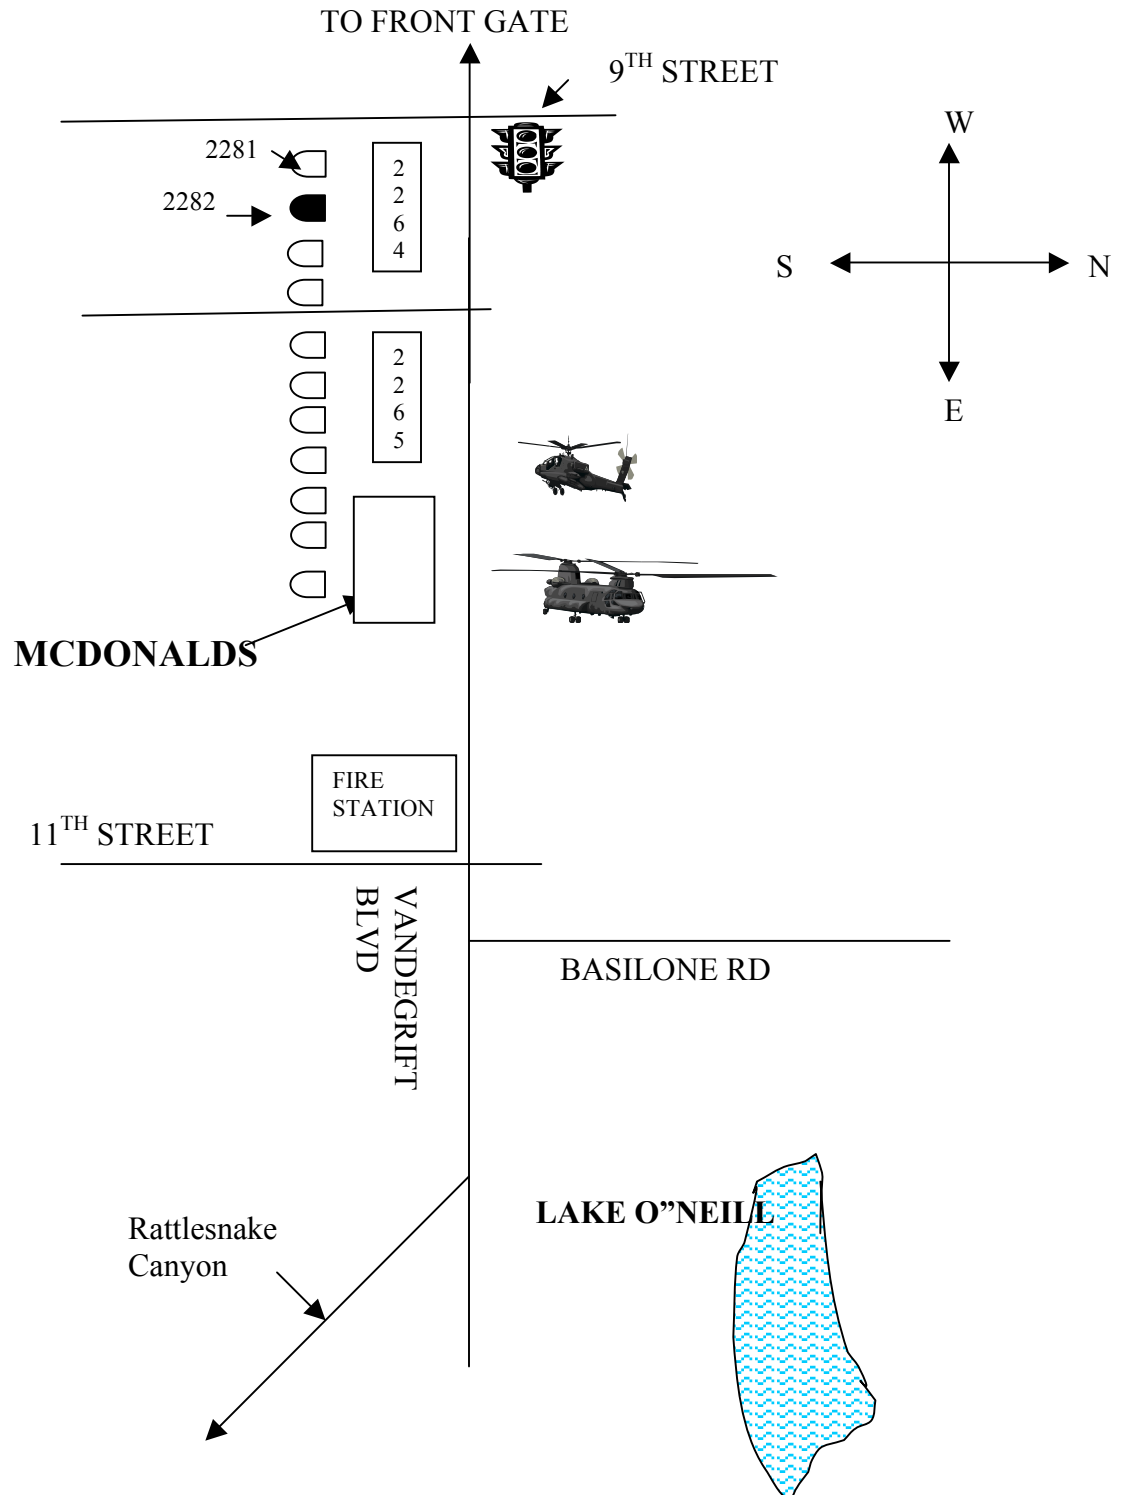 TO FRONT GATE
9TH STREET
W
2281
2
2
6
4
2282
S
N
2
2
6
5
E
MCDONALDS
FIRE
STATION
11TH STREET
VANDEGRIFT
BLVD
BASILONE RD
LAKE O”NEILL
Rattlesnake
Canyon